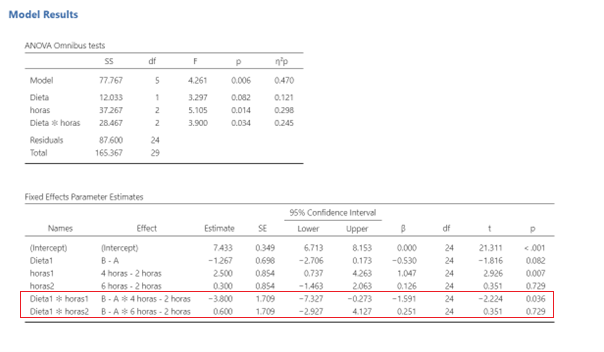 Model Results
ANOVA Omnibus tests
SS df F p η²p
Model 77.767 5 4.261 0.006 0.470
Dieta 12.033 1 3.297 0.082 0.121
horas 37.267 2 5.105 0.014 0.298
Dieta ✻ horas 28.467 2 3.900 0.034 0.245
Residuals 87.600 24
Total 165.367 29
Fixed Effects Parameter Estimates
95% Confidence Interval
Names Effect Estimate SE Lower Upper β df t p
(Intercept) (Intercept) 7.433 0.349 6.713 8.153 0.000 24 21.311 < .001
Dieta1 B - A -1.267 0.698 -2.706 0.173 -0.530 24 -1.816 0.082
horas1 4 horas - 2 horas 2.500 0.854 0.737 4.263 1.047 24 2.926 0.007
horas2 6 horas - 2 horas 0.300 0.854 -1.463 2.063 0.126 24 0.351 0.729
Dieta1 ✻ horas1 B - A ✻ 4 horas - 2 horas -3.800 1.709 -7.327 -0.273 -1.591 24 -2.224 0.036
Dieta1 ✻ horas2 B - A ✻ 6 horas - 2 horas 0.600 1.709 -2.927 4.127 0.251 24 0.351 0.729